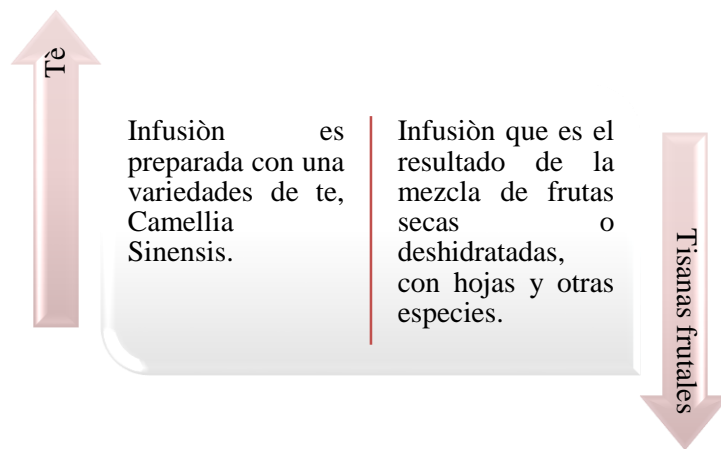 Tè
Infusiòn es
preparada con una
variedades de te,
Camellia
Sinensis.
Infusiòn que es el
resultado de la
mezcla de frutas
secas o
deshidratadas,
con hojas y otras
especies.
Tisanas frutales